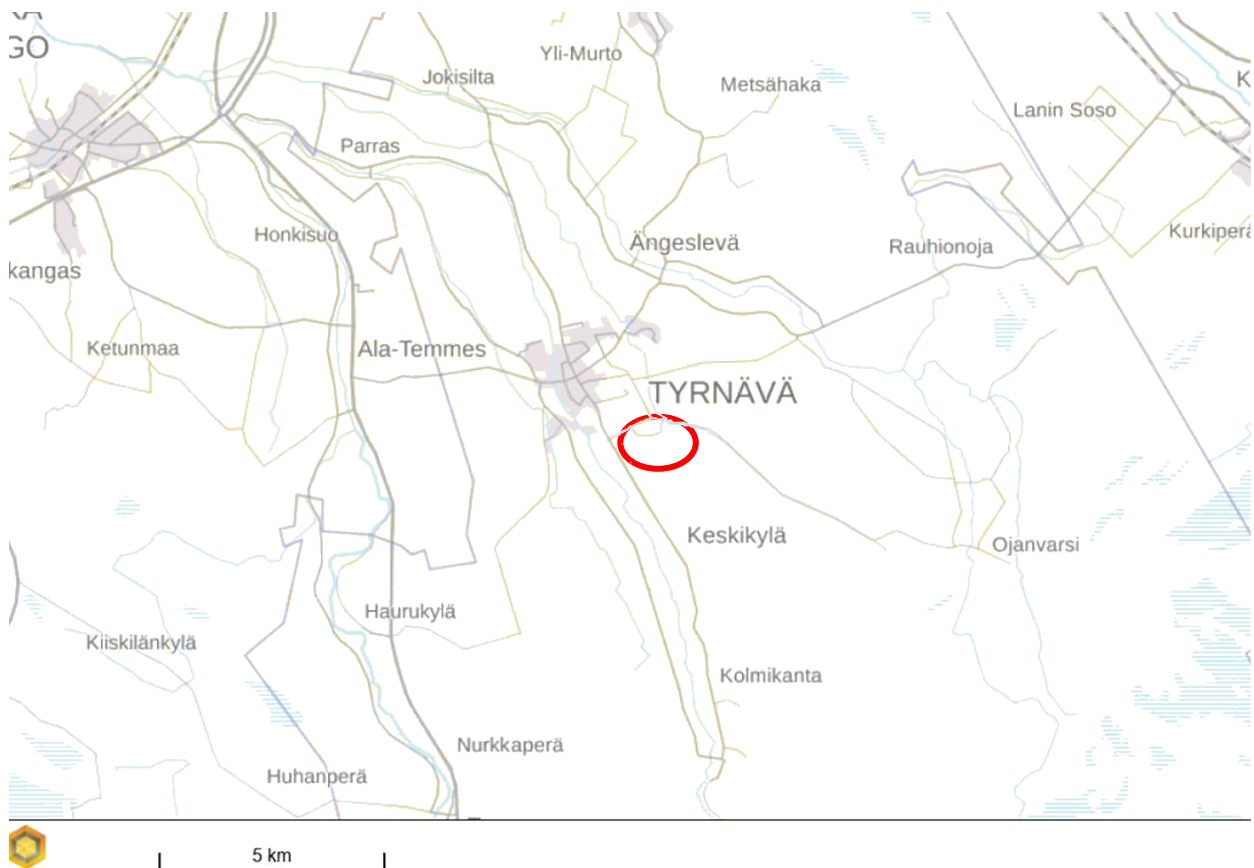 GO
Yli-Murto
Jokisilta
Metsähaka
K
Lanin Soso
Parras
Honkisuo
Ängeslevä
Rauhionoja
Kurkiperä
kangas
Ketunmaa
Ala-Temmes
TYRNÄVÄ
Keskikylä
Ojanvarsi
Haurukylä
Kiiskilänkylä
Kolmikanta
Nurkkaperä
Huhanperä
5 km